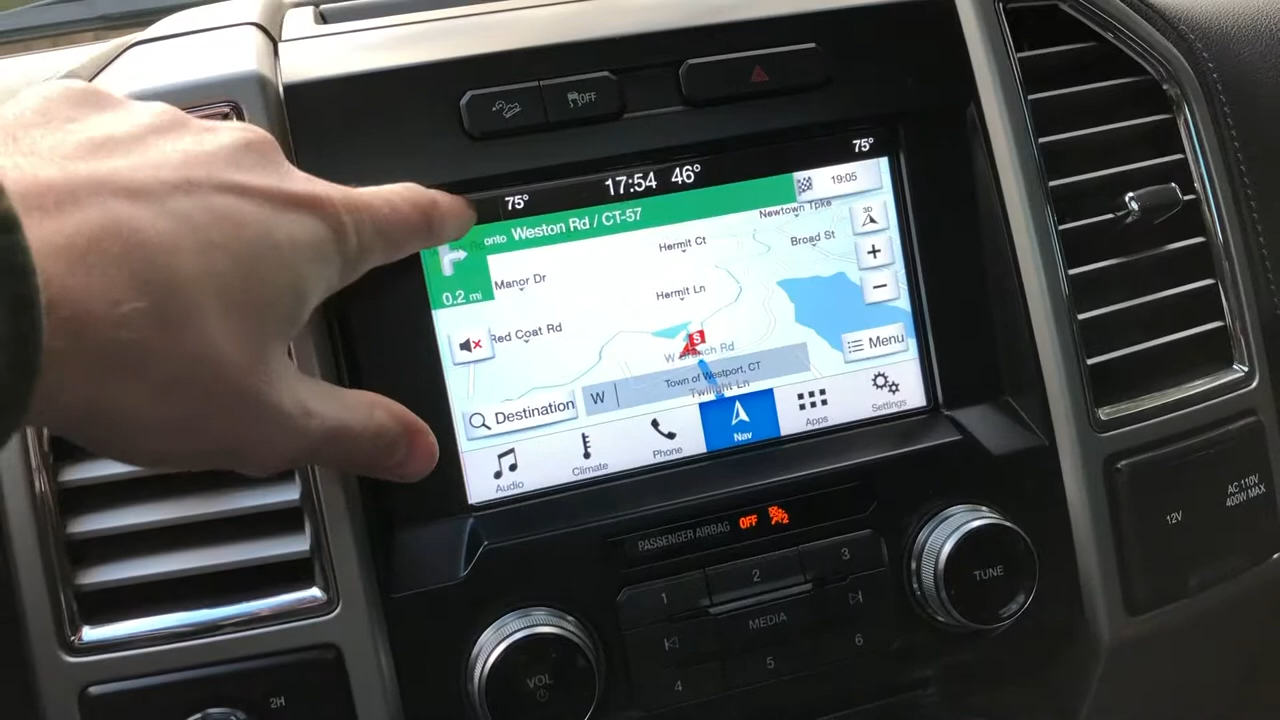 OFF
75°
17:54 46°
75°
onto Weston Rd / CT-57
19:05
0.2 mi
Newtown Tpke
Broad St
Hermit Ct
Manor Dr
Hermit Ln
Red Coat Rd
3D
+
−
W Branch Rd
Menu
W
Town of Westport, CT
Twilight Ln
Destination
Audio
Climate
Phone
Nav
Apps
Settings
PASSENGER AIRBAG OFF
2
1
2
3
MEDIA
4
5
6
VOL
TUNE
12V
AC 110V
400W MAX
2H